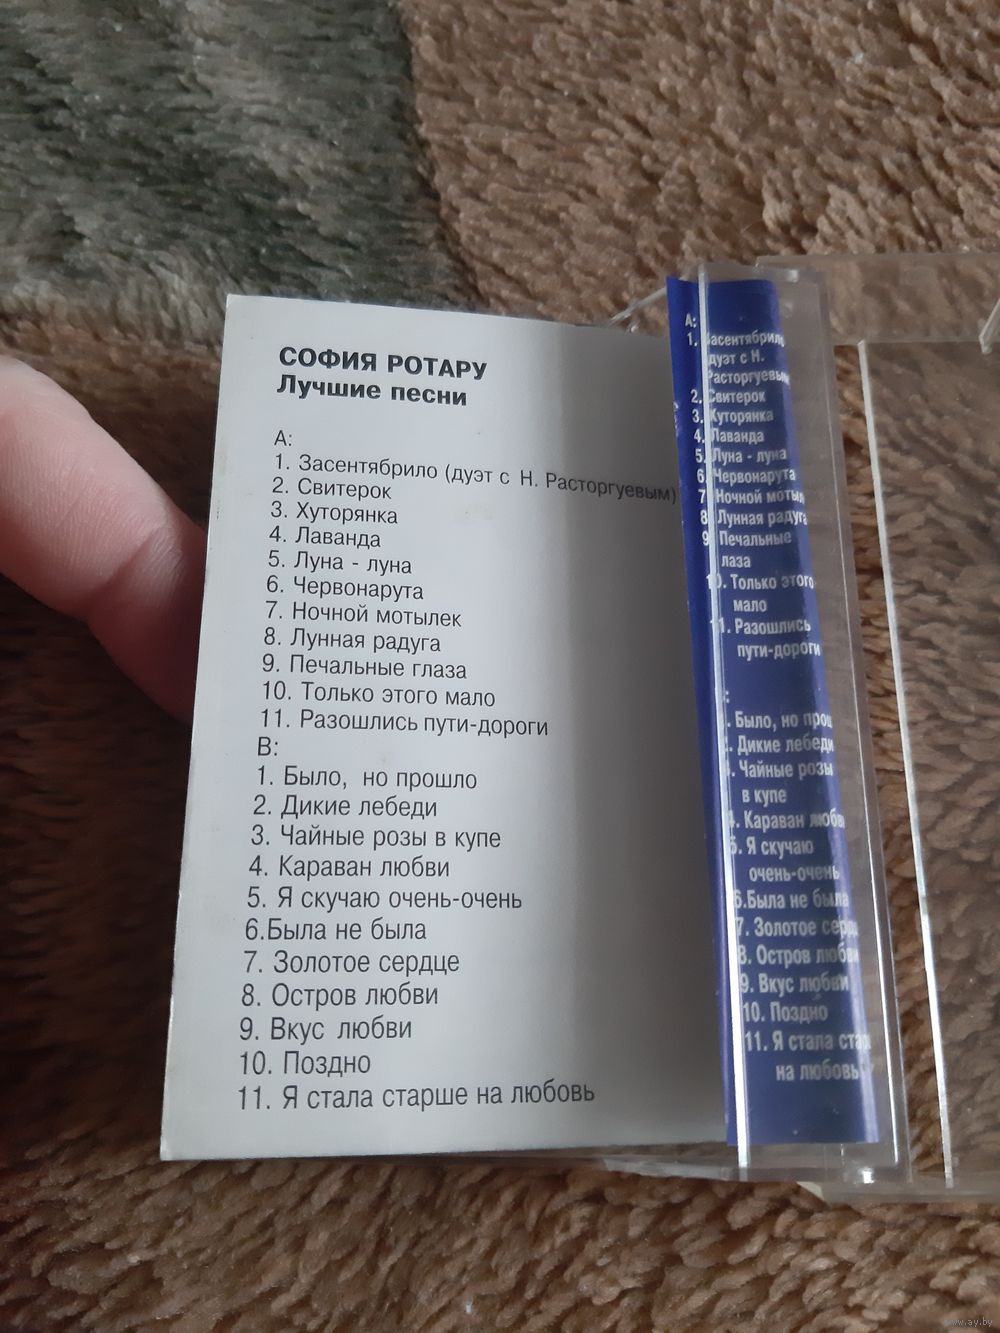 СОФИЯ РОТАРУ
Лучшие песни
А:
1. Засентябрило (дуэт с Н. Расторгуевым)
2. Свитерок
3. Хуторянка
4. Лаванда
5. Луна - луна
6. Червонарута
7. Ночной мотылек
8. Лунная радуга
9. Печальные глаза
10. Только этого мало
11. Разошлись пути-дороги
В:
1. Было, но прошло
2. Дикие лебеди
3. Чайные розы в купе
4. Караван любви
5. Я скучаю очень-очень
6.Была не была
7. Золотое сердце
8. Остров любви
9. Вкус любви
10. Поздно
11. Я стала старше на любовь
А:
1. Засентябрило
дуэт с Н.
Расторгуевым
2. Свитерок
3. Хуторянка
4. Лаванда
5. Луна - луна
6. Червонарута
7. Ночной мотыл
8. Лунная радуга
9. Печальные
глаза
10. Только этого
мало
11. Разошлись
пути-дороги
:
. Было, но прош
. Дикие лебеди
. Чайные розы
в купе
4. Караван любв
5. Я скучаю
очень-очень
6.Была не была
7. Золотое серд
8. Остров любви
9. Вкус любви
10. Поздно
11. Я стала стар
на любовь
www.ay.by